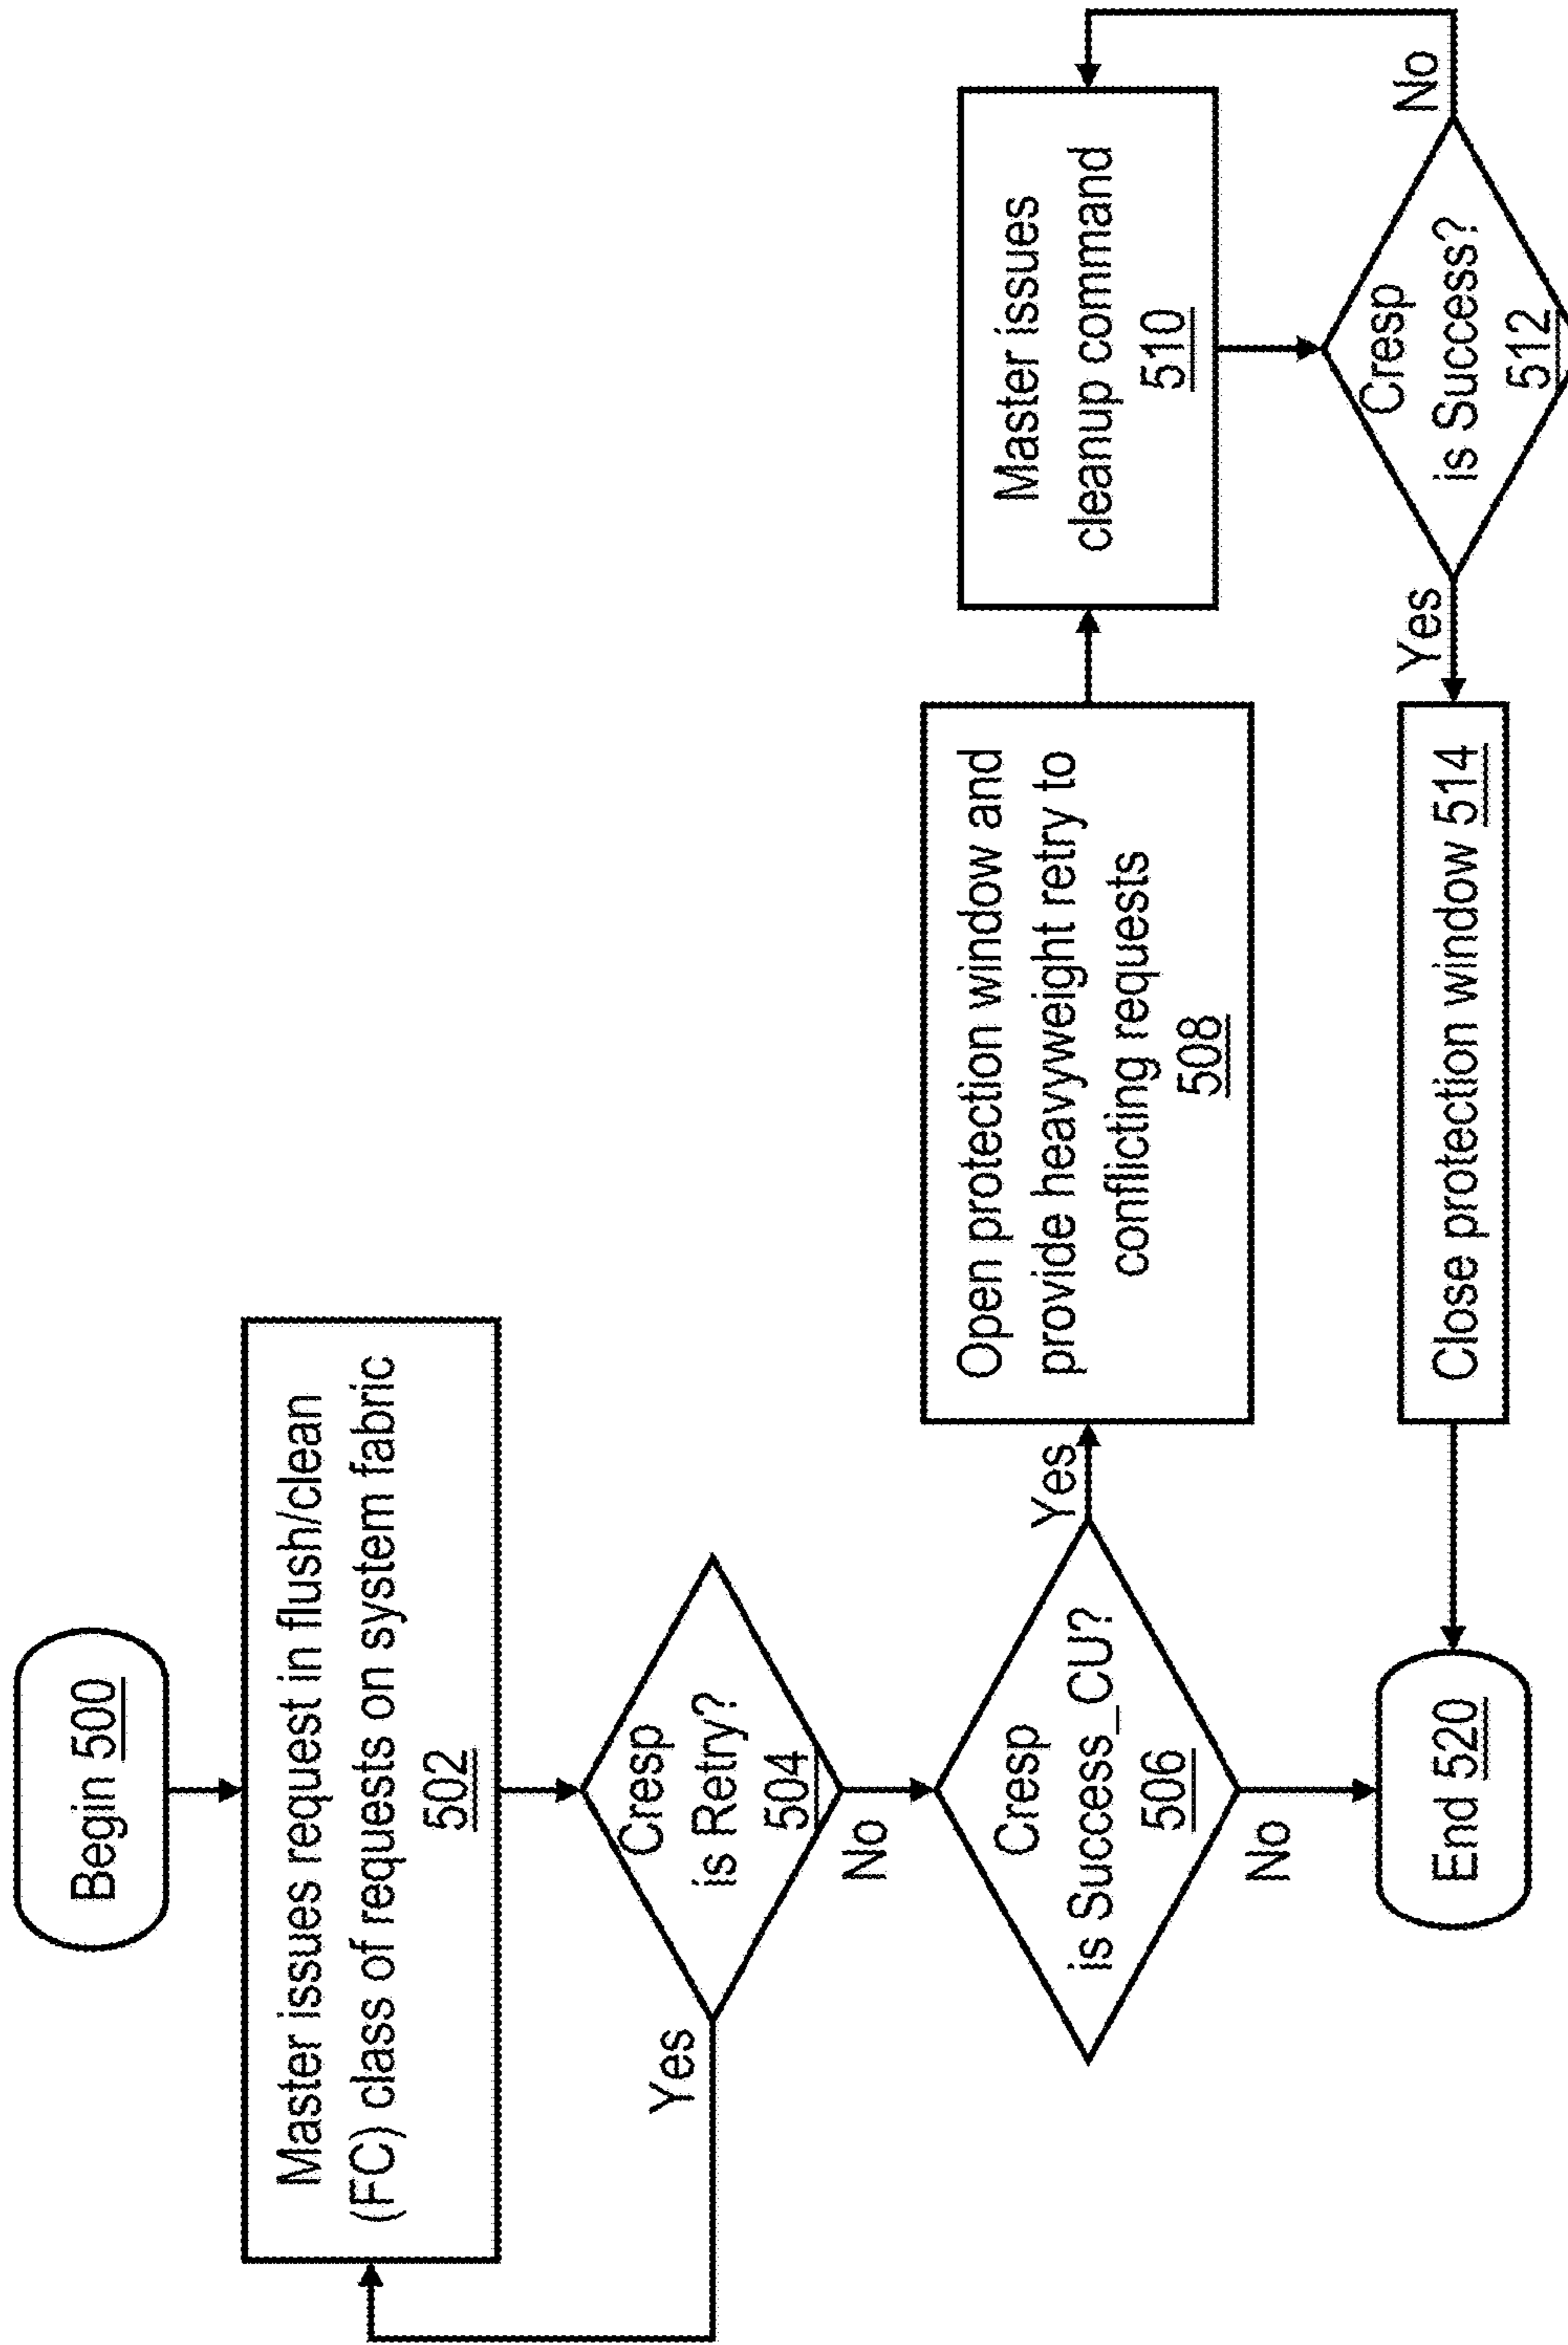 Begin 500
Master issues request in flush/clean
(FC) class of requests on system fabric
502
Cresp
is Retry?
504
Yes
No
Cresp
is Success_CU?
506
Yes
No
Open protection window and
provide heavyweight retry to
conflicting requests
508
Master issues
cleanup command
510
Cresp
is Success?
512
No
Yes
Close protection window 514
End 520